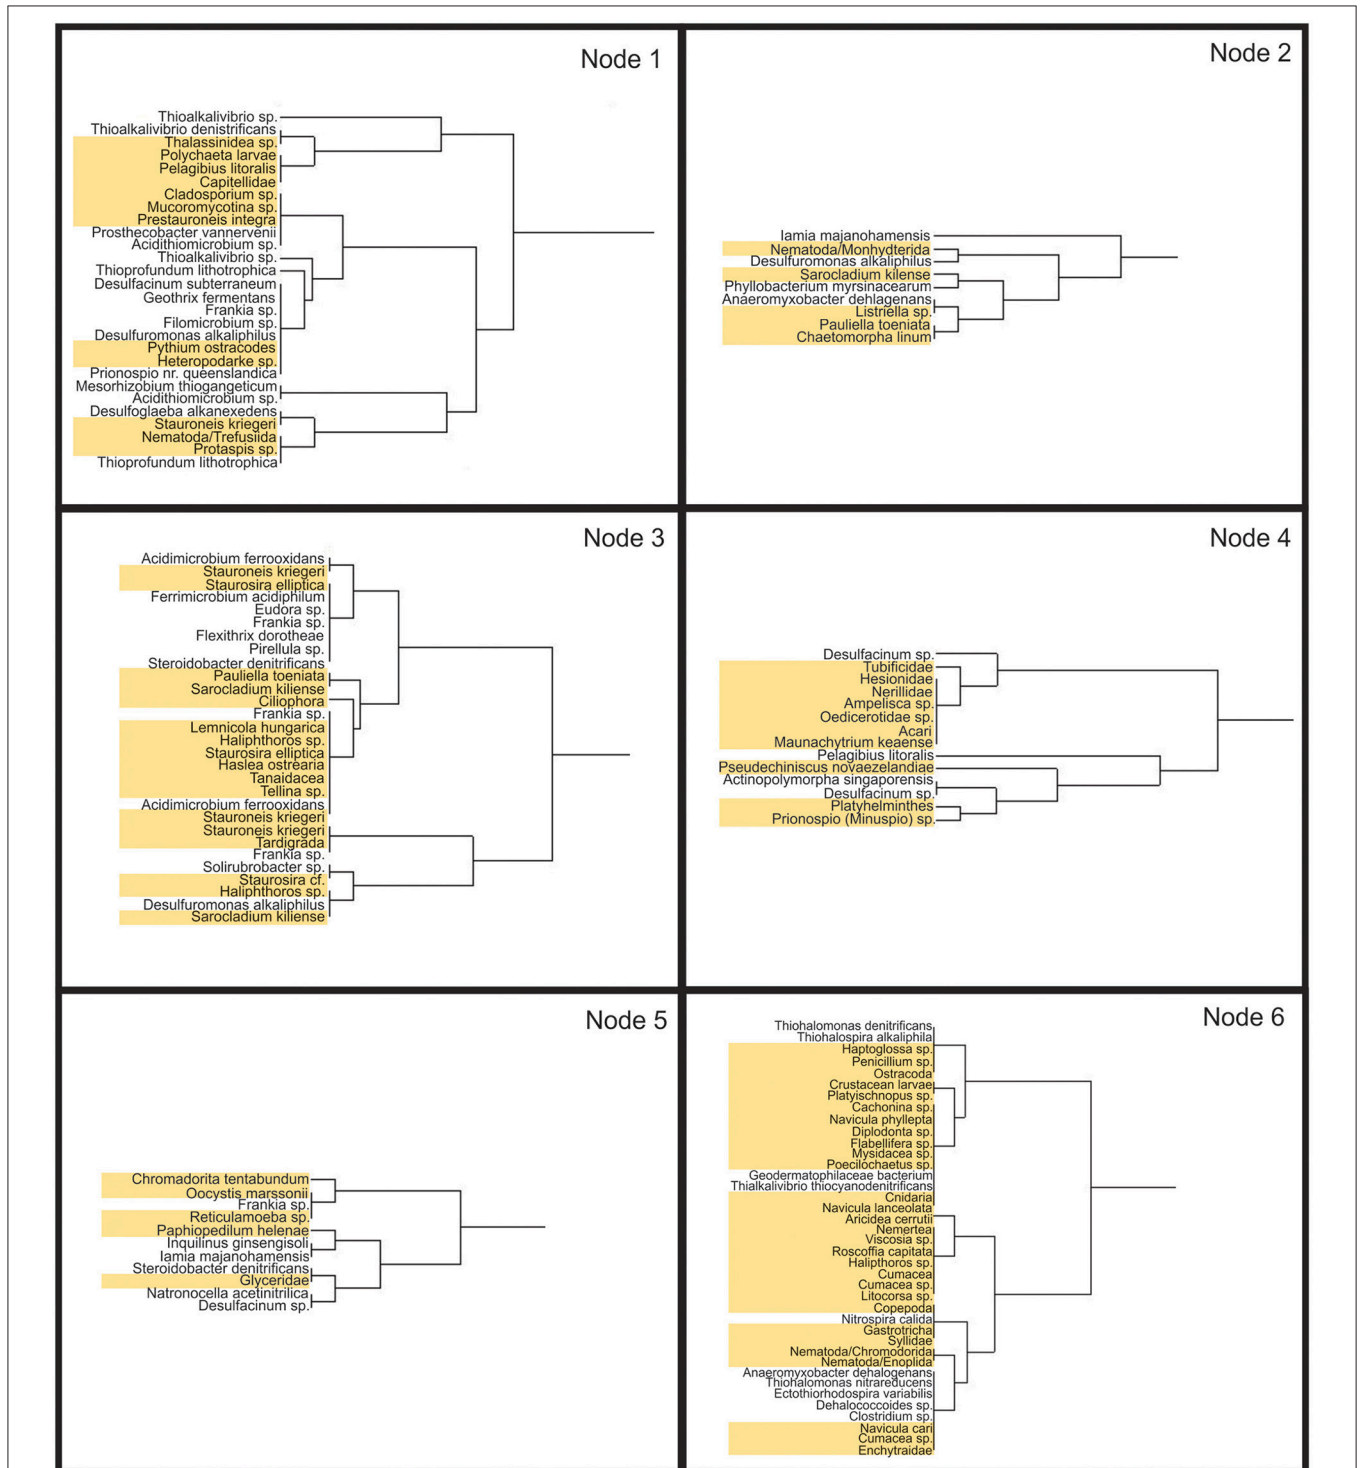 Node 1
Thioalkalivibrio sp.
Thioalkalivibrio denistrificans
Thalassinidea sp.
Polychaeta larvae
Pelagibius litoralis
Capitellidae
Cladosporium sp.
Mucoromycotina sp.
Prestauroneis integra
Prosthecobacter vannervenii
Acidithiomicrobium sp.
Thioalkalivibrio sp.
Thioprofundum lithotrophica
Desulfacinum subterraneum
Geothrix fermentans
Frankia sp.
Filomicrobium sp.
Desulfuromonas alkaliphilus
Pythium ostracodes
Heteropodarke sp.
Prionospio nr. queenslandica
Mesorhizobium thiogangeticum
Acidithiomicrobium sp.
Desulfoglaeba alkanexedens
Stauroneis kriegeri
Nematoda/Trefusiida
Protaspis sp.
Thioprofundum lithotrophica
Node 2
Iamia majanohamensis
Nematoda/Monhydterida
Desulfuromonas alkaliphilus
Sarocladium kilense
Phyllobacterium myrsinacearum
Anaeromyxobacter dehlagenans
Listriella sp.
Pauliella toeniata
Chaetomorpha linum
Node 3
Acidimicrobium ferrooxidans
Stauroneis kriegeri
Staurosira elliptica
Ferrimicrobium acidiphilum
Eudora sp.
Frankia sp.
Flexithrix dorotheae
Pirellula sp.
Steroidobacter denitrificans
Pauliella toeniata
Sarocladium kiliense
Ciliophora
Frankia sp.
Lemnicola hungarica
Haliphthoros sp.
Staurosira elliptica
Haslea ostrearia
Tanaidacea
Tellina sp.
Acidimicrobium ferrooxidans
Stauroneis kriegeri
Stauroneis kriegeri
Tardigrada
Frankia sp.
Solirubrobacter sp.
Staurosira cf.
Haliphthoros sp.
Desulfuromonas alkaliphilus
Sarocladium kiliense
Node 4
Desulfacinum sp.
Tubificidae
Hesionidae
Nerillidae
Ampelisca sp.
Oedicerotidae sp.
Acari
Maunachytrium keaense
Pelagibius litoralis
Pseudechiniscus novaezelandiae
Actinopolymorpha singaporensis
Desulfacinum sp.
Platyhelminthes
Prionospio (Minuspio) sp.
Node 5
Chromadorita tentabundum
Oocystis marssonii
Frankia sp.
Reticulamoeba sp.
Paphiopedilum helenae
Inquilinus ginsengisoli
Iamia majanohamensis
Steroidobacter denitrificans
Glyceridae
Natronocella acetinitrilica
Desulfacinum sp.
Node 6
Thiohalomonas denitrificans
Thiohalospira alkaliphila
Haptoglossa sp.
Penicillium sp.
Ostracoda
Crustacean larvae
Platyischnopus sp.
Cachonina sp.
Navicula phyllepta
Diplodonta sp.
Flabellifera sp.
Mysidacea sp.
Poecilochaetus sp.
Geodermatophilaceae bacterium
Thialkalivibrio thiocyanodenitrificans
Cnidaria
Navicula lanceolata
Aricidea cerrutii
Nemertea
Viscosia sp.
Roscoffia capitata
Halipthoros sp.
Cumacea
Cumacea sp.
Litocorsa sp.
Copepoda
Nitrospira calida
Gastrotricha
Syllidae
Nematoda/Chromodorida
Nematoda/Enoplida
Anaeromyxobacter dehalogenans
Thiohalomonas nitrareducens
Ectothiorhodospira variabilis
Dehalococcoides sp.
Clostridium sp.
Navicula cari
Cumacea sp.
Enchytraidae